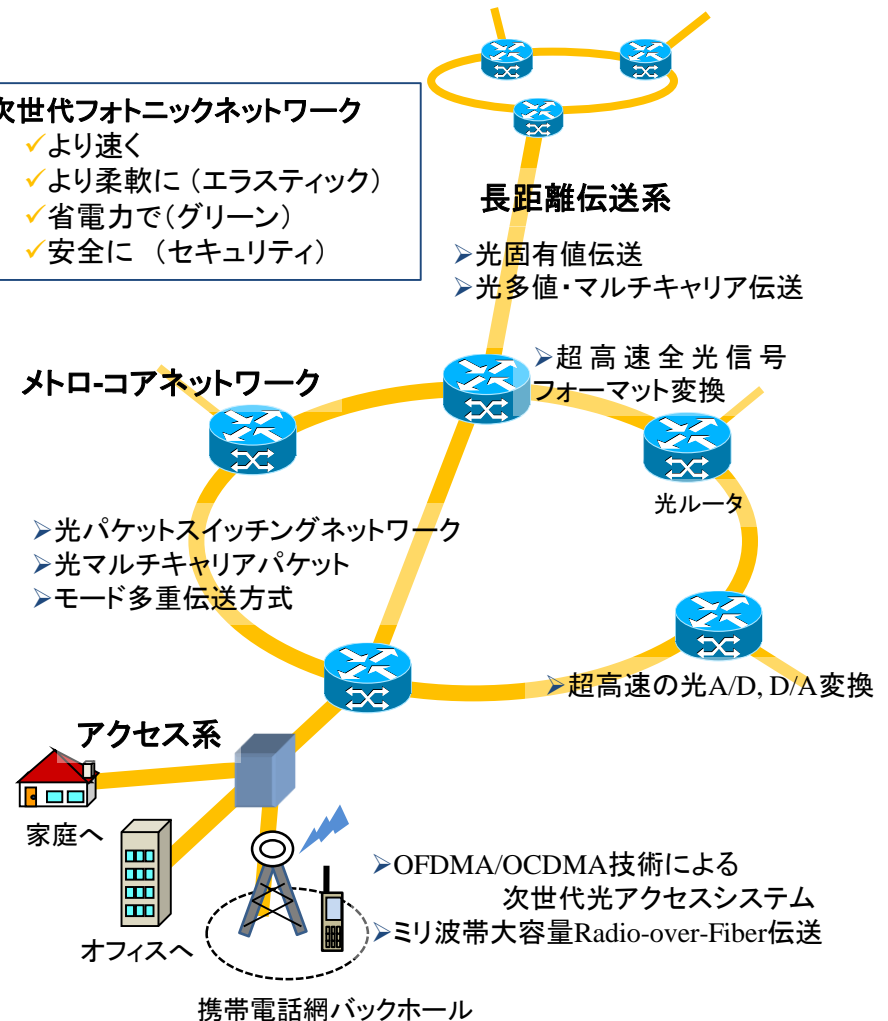 次世代フォトニックネットワーク
✓より速く
✓より柔軟に（エラスティック）
✓省電力で（グリーン）
✓安全に （セキュリティ）
長距離伝送系
➢光固有値伝送
➢光多値・マルチキャリア伝送
➢超高速全光信号
フォーマット変換
メトロ-コアネットワーク
光ルータ
➢光パケットスイッチングネットワーク
➢光マルチキャリアパケット
➢モード多重伝送方式
➢超高速の光A/D, D/A変換
アクセス系
家庭へ
オフィスへ
➢OFDMA/OCDMA技術による
次世代光アクセスシステム
➢ミリ波帯大容量Radio-over-Fiber伝送
携帯電話網バックホール